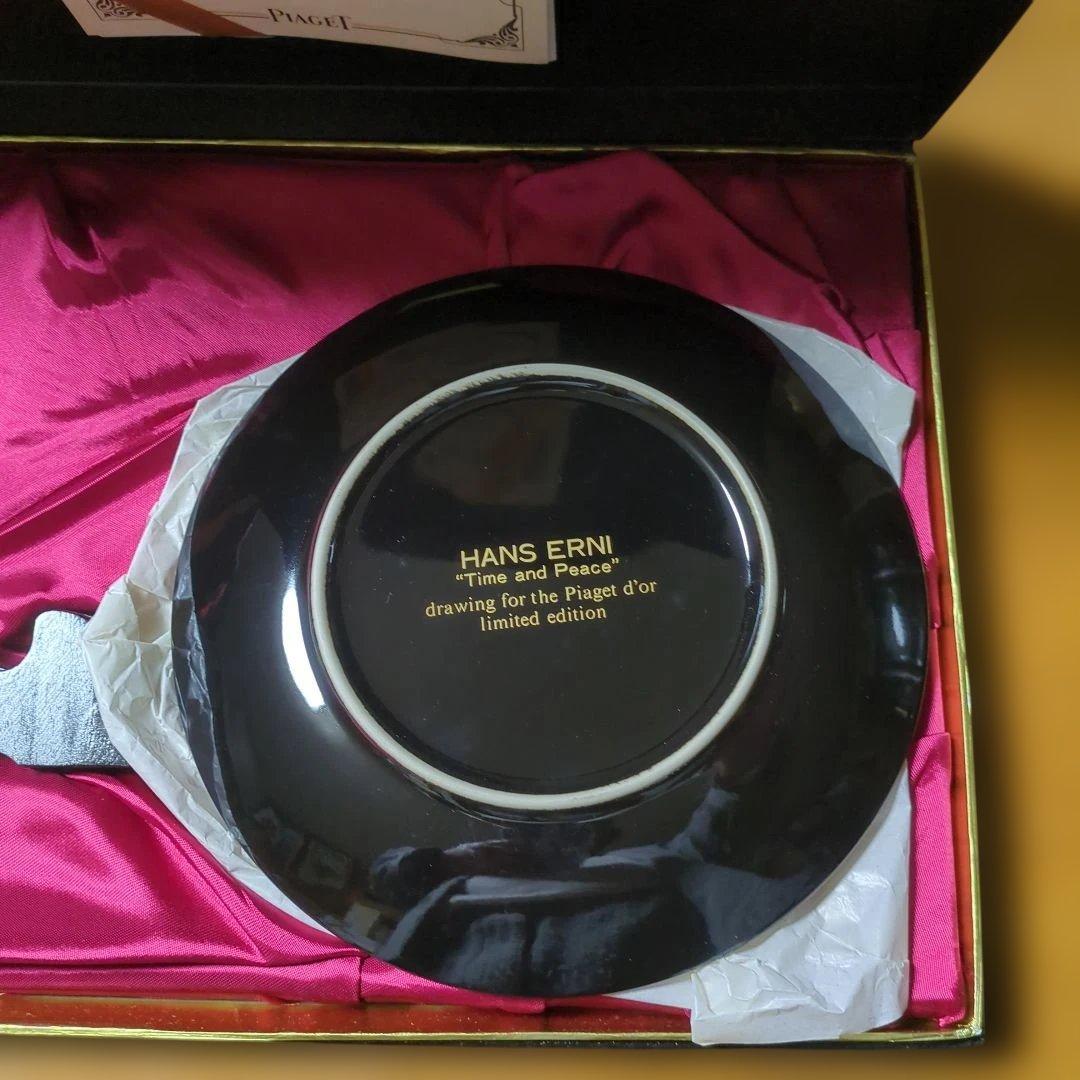 PIAGET
HANS ERNI
“Time and Peace”
drawing for the Piaget d’or
limited edition